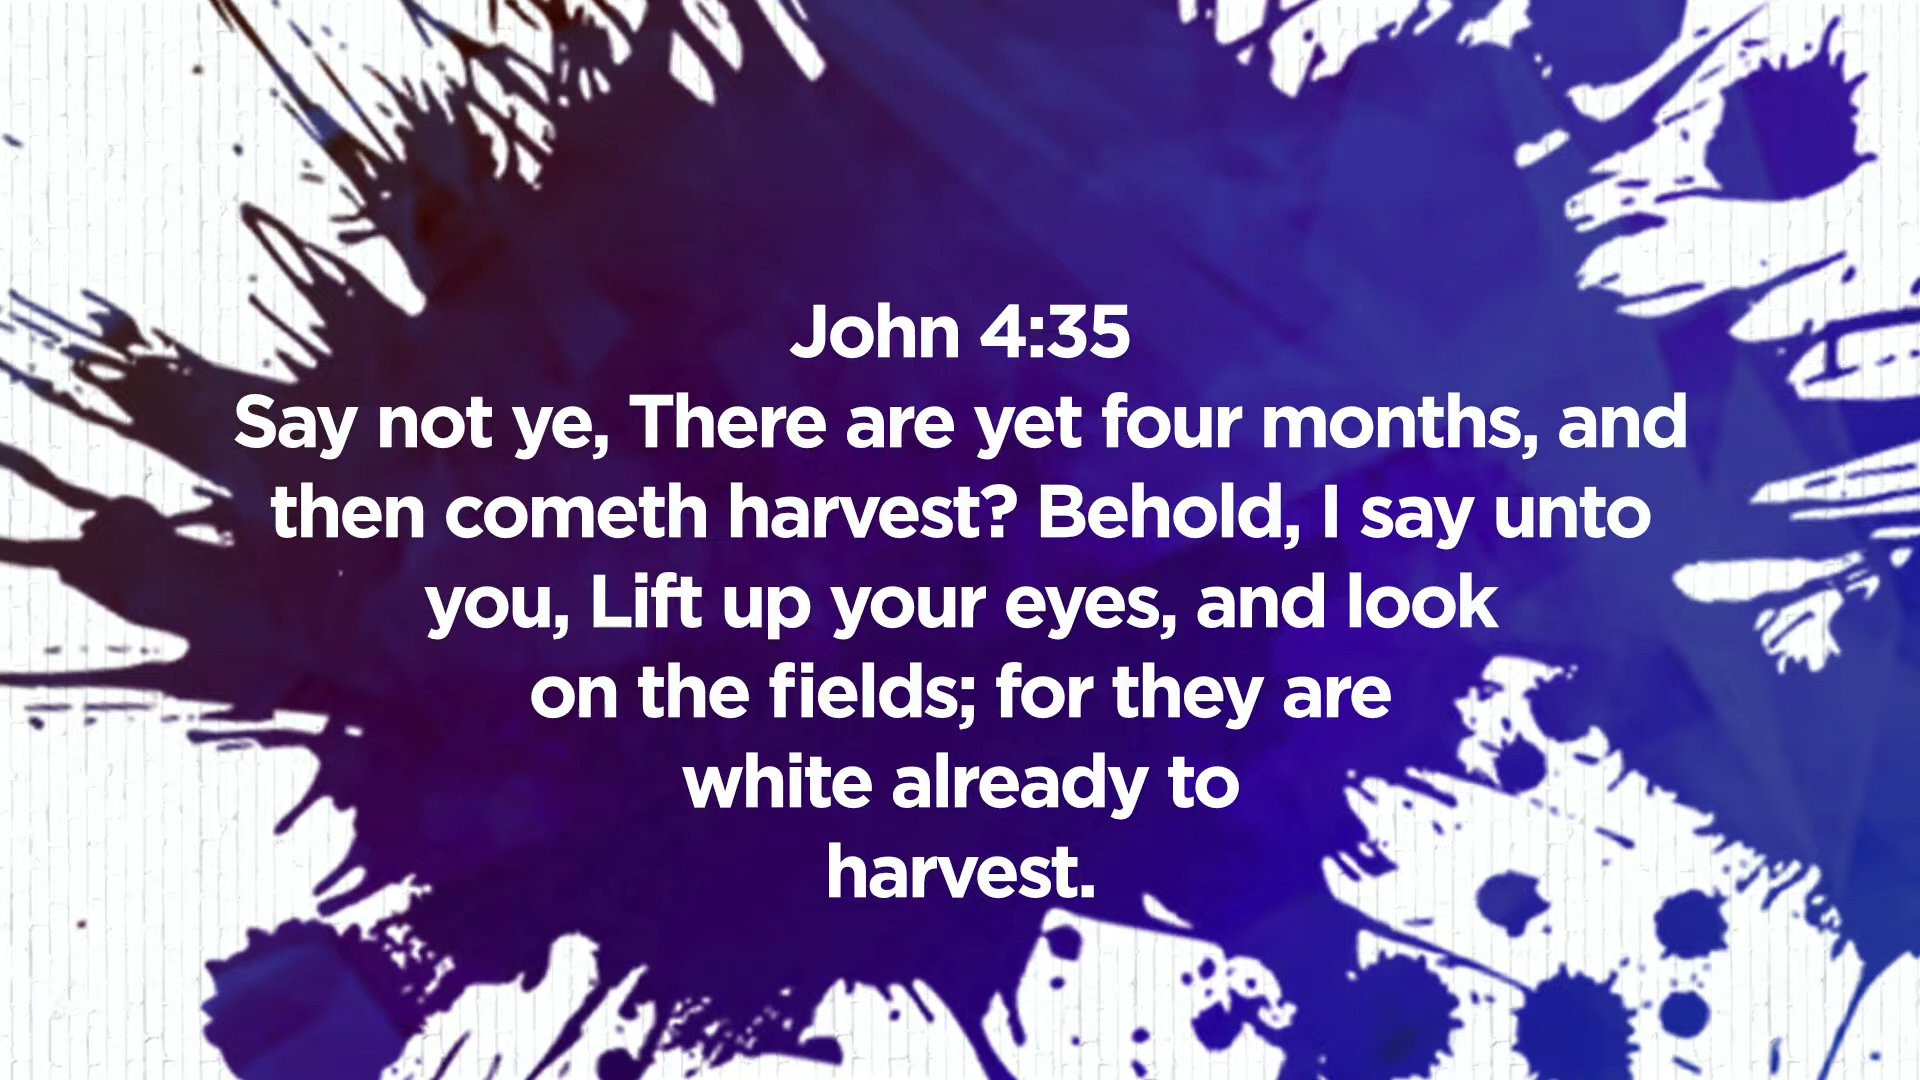 John 4:35
Say not ye, There are yet four months, and
then cometh harvest? Behold, I say unto
you, Lift up your eyes, and look
on the fields; for they are
white already to
harvest.